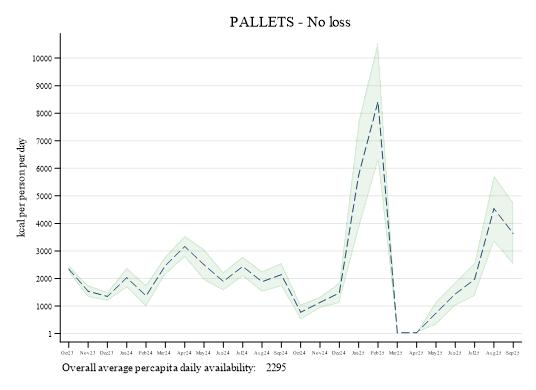 PALLETS - No loss
kcal per person per day
10000
9000
8000
7000
6000
5000
4000
3000
2000
1000
1
Oct23 Nov23 Dec23 Jan24 Feb24 Mar24 Apr24 May24 Jun24 Jul24 Aug24 Sep24 Oct24 Nov24 Dec24 Jan25 Feb25 Mar25 Apr25 May25 Jun25 Jul25 Aug25 Sep25
Overall average percapita daily availability: 2295